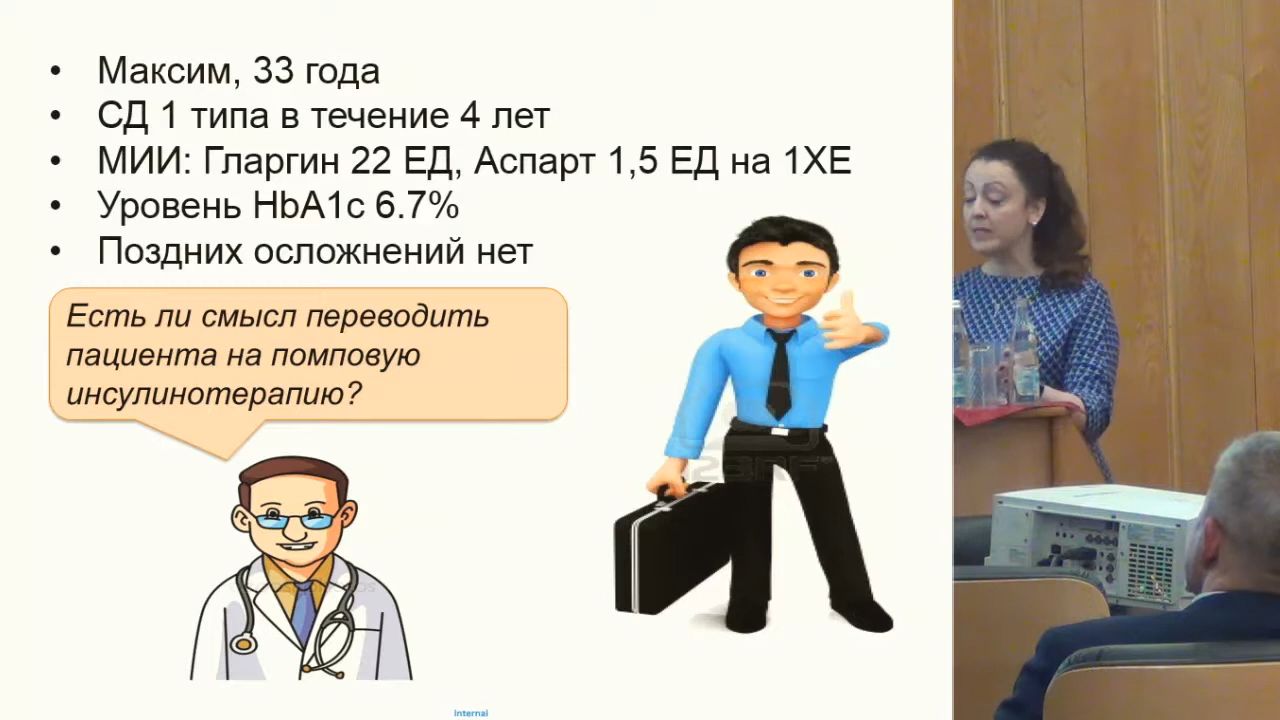 • Максим, 33 года
• СД 1 типа в течение 4 лет
• МИИ: Гларгин 22 ЕД, Аспарт 1,5 ЕД на 1ХЕ
• Уровень HbA1c 6.7%
• Поздних осложнений нет
Есть ли смысл переводить
пациента на помповую
инсулинотерапию?
123RF
Internal